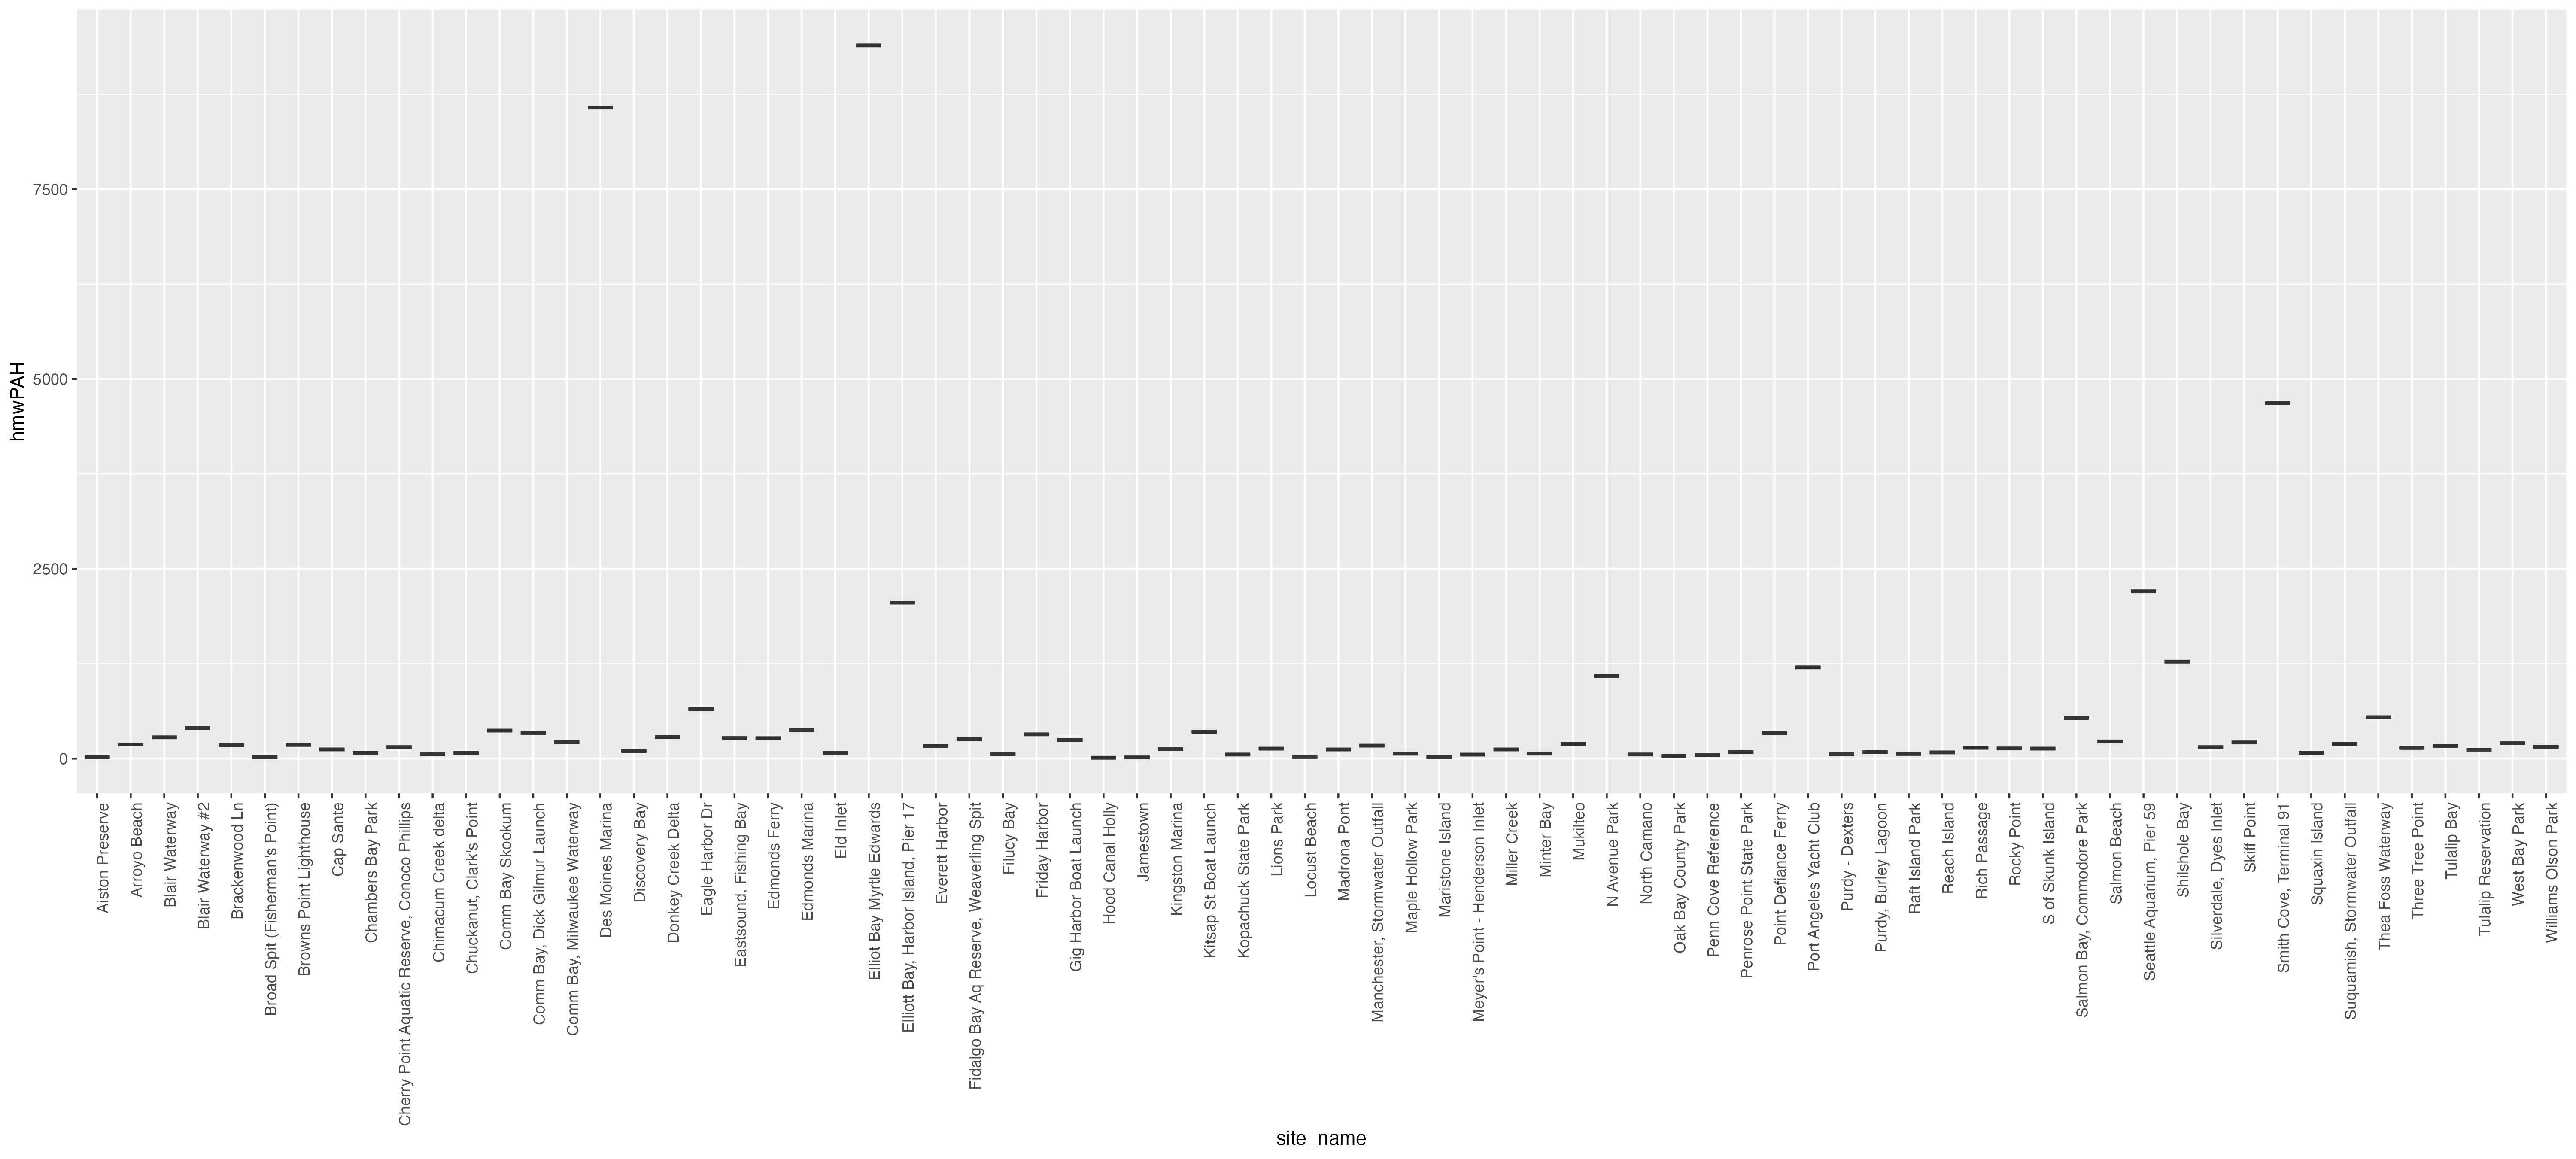 hmwPAH
7500
5000
2500
0
Aiston Preserve
Arroyo Beach
Blair Waterway
Blair Waterway #2
Brackenwood Ln
Broad Spit (Fisherman's Point)
Browns Point Lighthouse
Cap Sante
Chambers Bay Park
Cherry Point Aquatic Reserve, Conoco Phillips
Chimacum Creek delta
Chuckanut, Clark's Point
Comm Bay Skookum
Comm Bay, Dick Gilmur Launch
Comm Bay, Milwaukee Waterway
Des Moines Marina
Discovery Bay
Donkey Creek Delta
Eagle Harbor Dr
Eastsound, Fishing Bay
Edmonds Ferry
Edmonds Marina
Eld Inlet
Elliot Bay Myrtle Edwards
Elliott Bay, Harbor Island, Pier 17
Everett Harbor
Fidalgo Bay Aq Reserve, Weaverling Spit
Filucy Bay
Friday Harbor
Gig Harbor Boat Launch
Hood Canal Holly
Jamestown
Kingston Marina
Kitsap St Boat Launch
Kopachuck State Park
Lions Park
Locust Beach
Madrona Pont
Manchester, Stormwater Outfall
Maple Hollow Park
Maristone Island
Meyer's Point - Henderson Inlet
Miller Creek
Minter Bay
Mukilteo
N Avenue Park
North Camano
Oak Bay County Park
Penn Cove Reference
Penrose Point State Park
Point Defiance Ferry
Port Angeles Yacht Club
Purdy - Dexters
Purdy, Burley Lagoon
Raft Island Park
Reach Island
Rich Passage
Rocky Point
S of Skunk Island
Salmon Bay, Commodore Park
Salmon Beach
Seattle Aquarium, Pier 59
Shilshole Bay
Silverdale, Dyes Inlet
Skiff Point
Smith Cove, Terminal 91
Squaxin Island
Suquamish, Stormwater Outfall
Thea Foss Waterway
Three Tree Point
Tulalip Bay
Tulalip Reservation
West Bay Park
Williams Olson Park
site_name